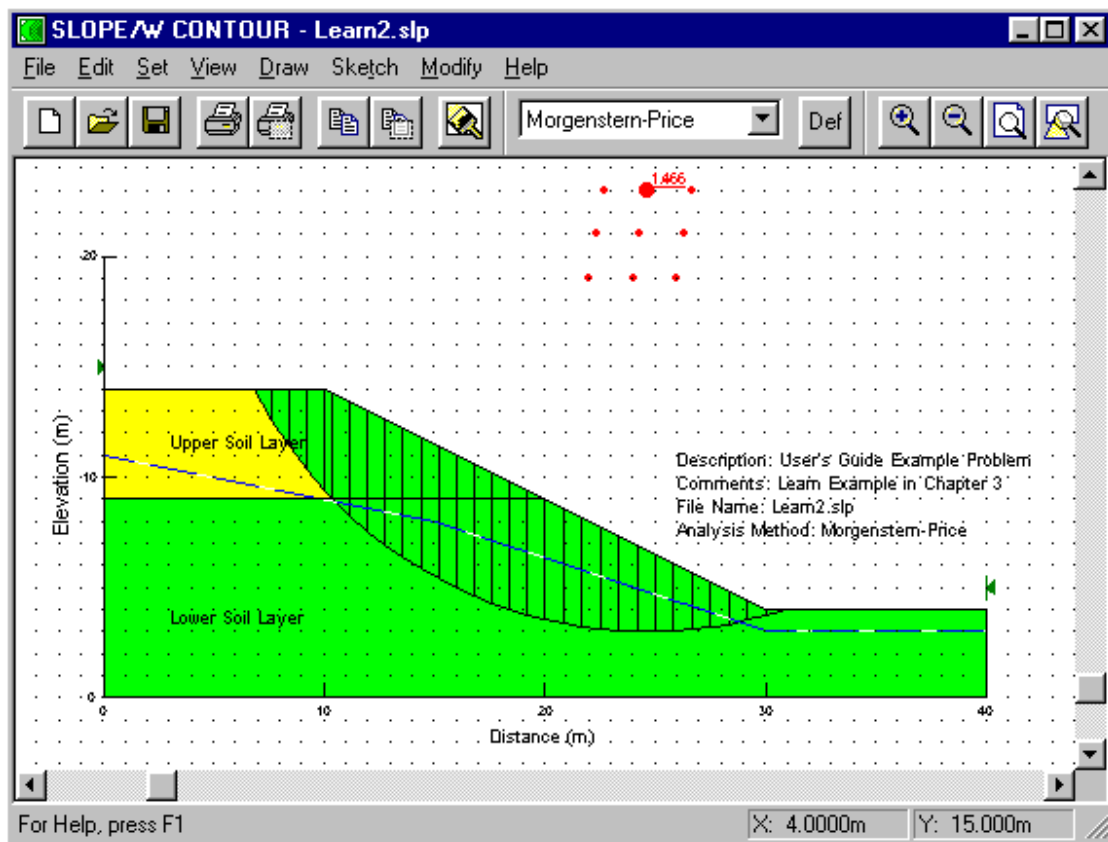 SLOPE/W CONTOUR - Learn2.slp
File Edit Set View Draw Sketch Modify Help
Morgenstern-Price
Def
1.466
20
10
0
Elevation (m)
Upper Soil Layer
Lower Soil Layer
Description: User's Guide Example Problem
Comments: Learn Example in Chapter 3
File Name: Learn2.slp
Analysis Method: Morgenstern-Price
0 10 20 30 40
Distance (m)
For Help, press F1
X: 4.0000m
Y: 15.000m